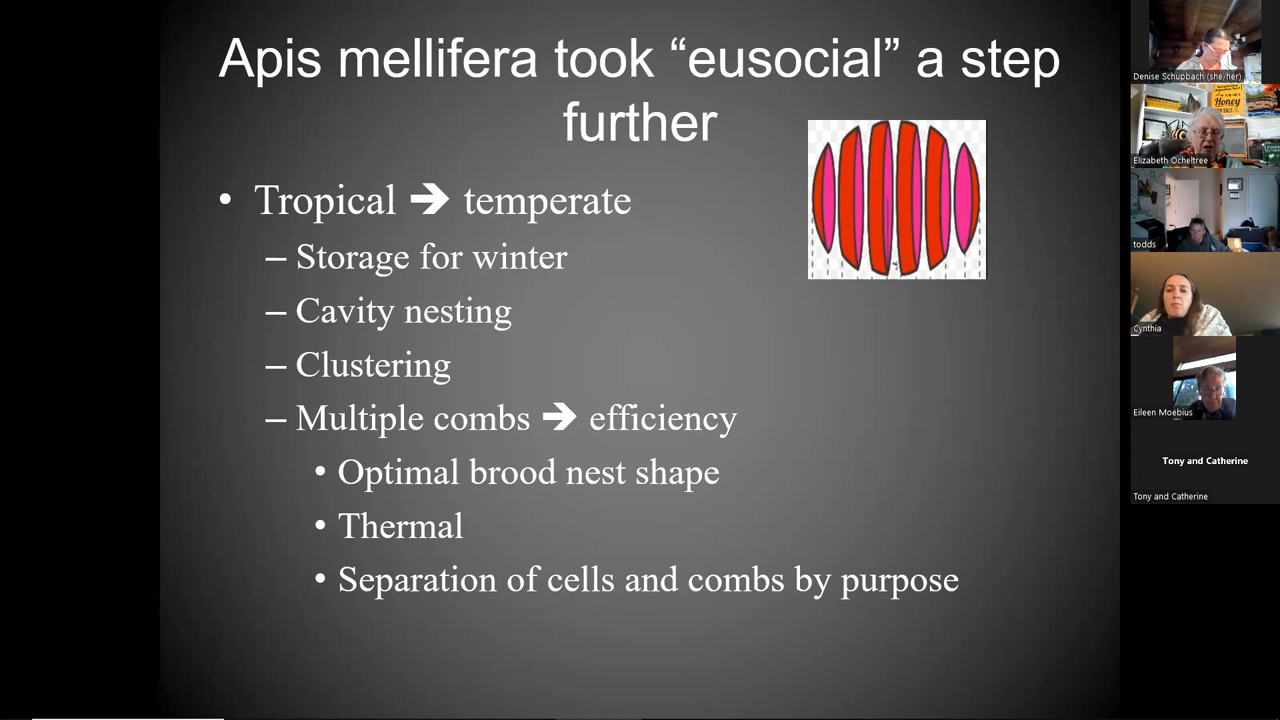 Apis mellifera took “eusocial” a step
further
• Tropical ➔ temperate
– Storage for winter
– Cavity nesting
– Clustering
– Multiple combs ➔ efficiency
• Optimal brood nest shape
• Thermal
• Separation of cells and combs by purpose
Denise Schupbach (she/her)
Honey
Elizabeth Ocheltree
todds
Cynthia
Eileen Moebius
Tony and Catherine
Tony and Catherine